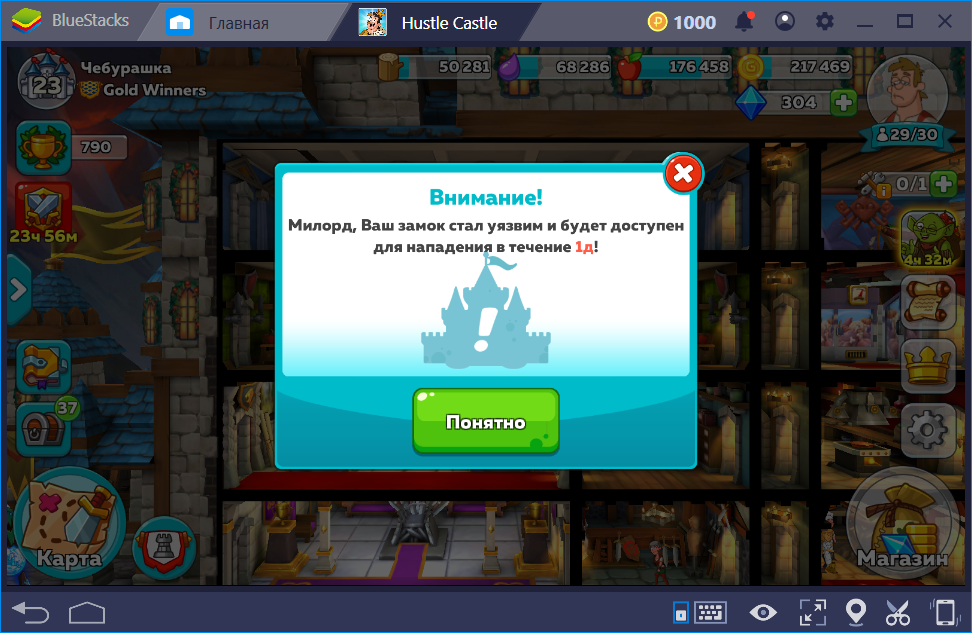 BlueStacks
Главная
Hustle Castle
1000
23
Чебурашка
Gold Winners
50 281
68 286
176 458
217 469
304
29/30
790
0/1
23ч 56м
4ч 32м
Внимание!
Милорд, Ваш замок стал уязвим и будет доступен
для нападения в течение 1д!
37
Понятно
Карта
Магазин